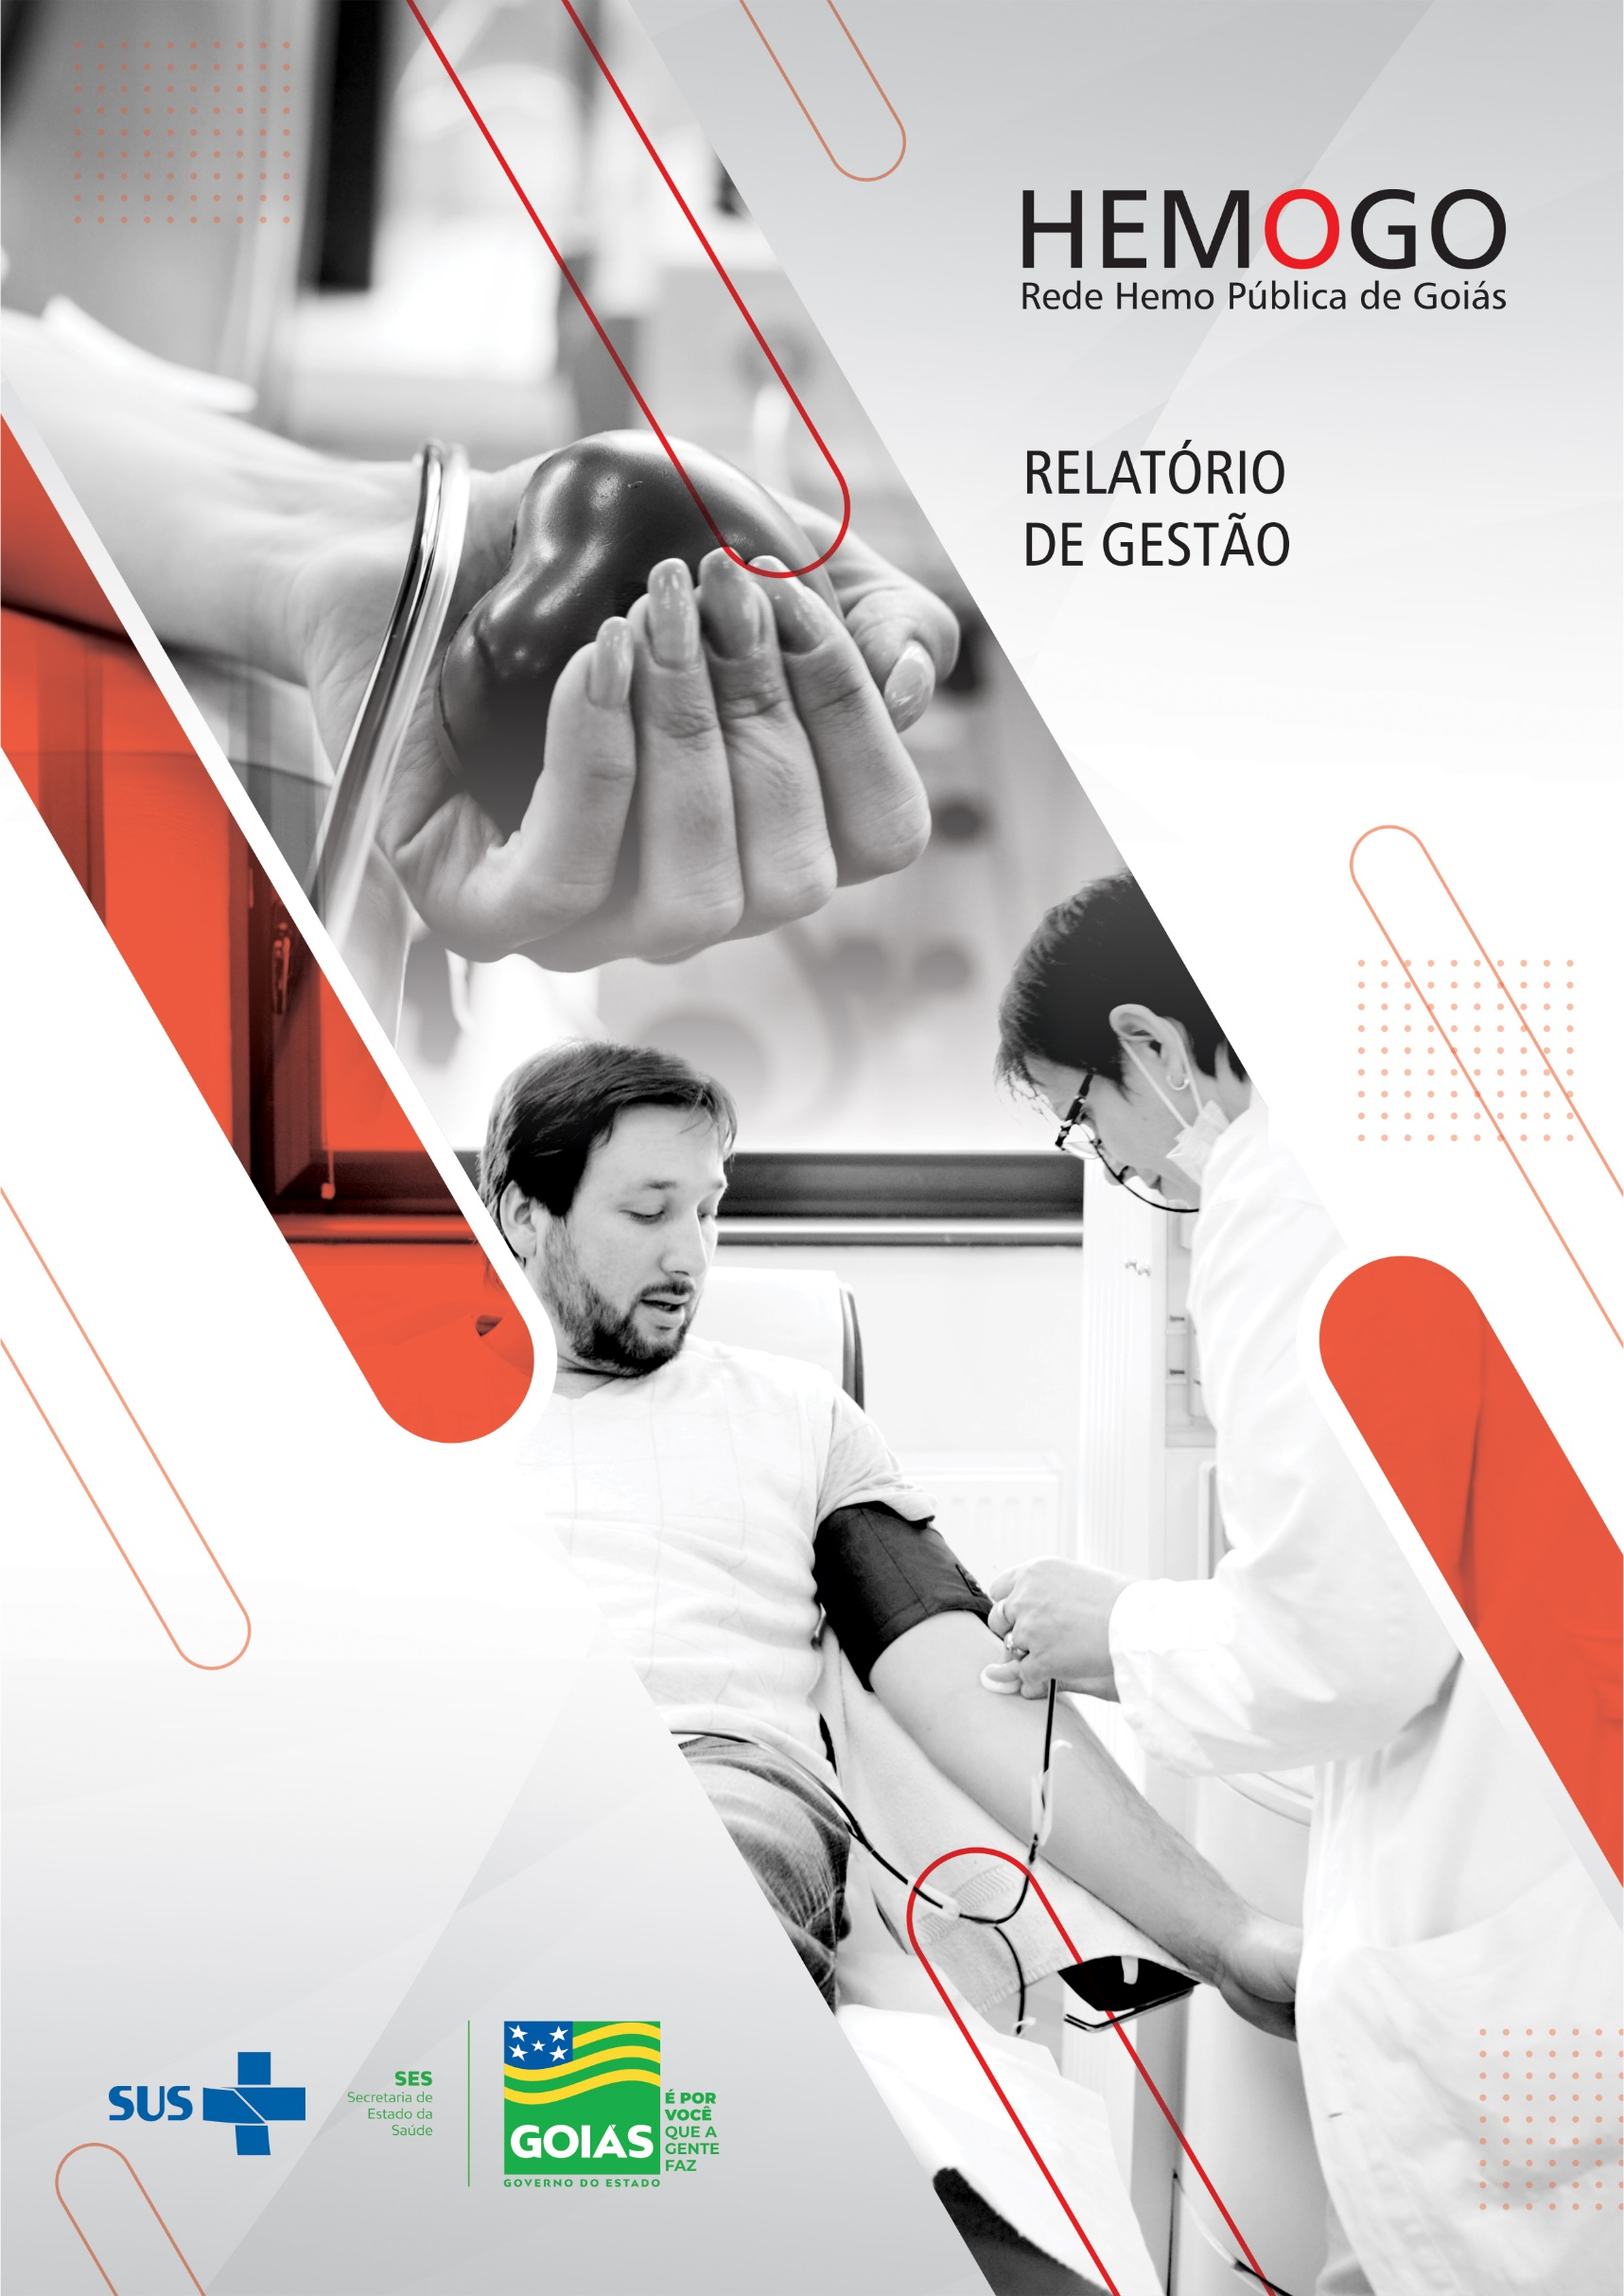 HEMOGO
Rede Hemo Pública de Goiás
RELATÓRIO
DE GESTÃO
SUS
SES
Secretaria de
Estado da
Saúde
GOIÁS
GOVERNO DO ESTADO
É POR
VOCÊ
QUE A
GENTE
FAZ